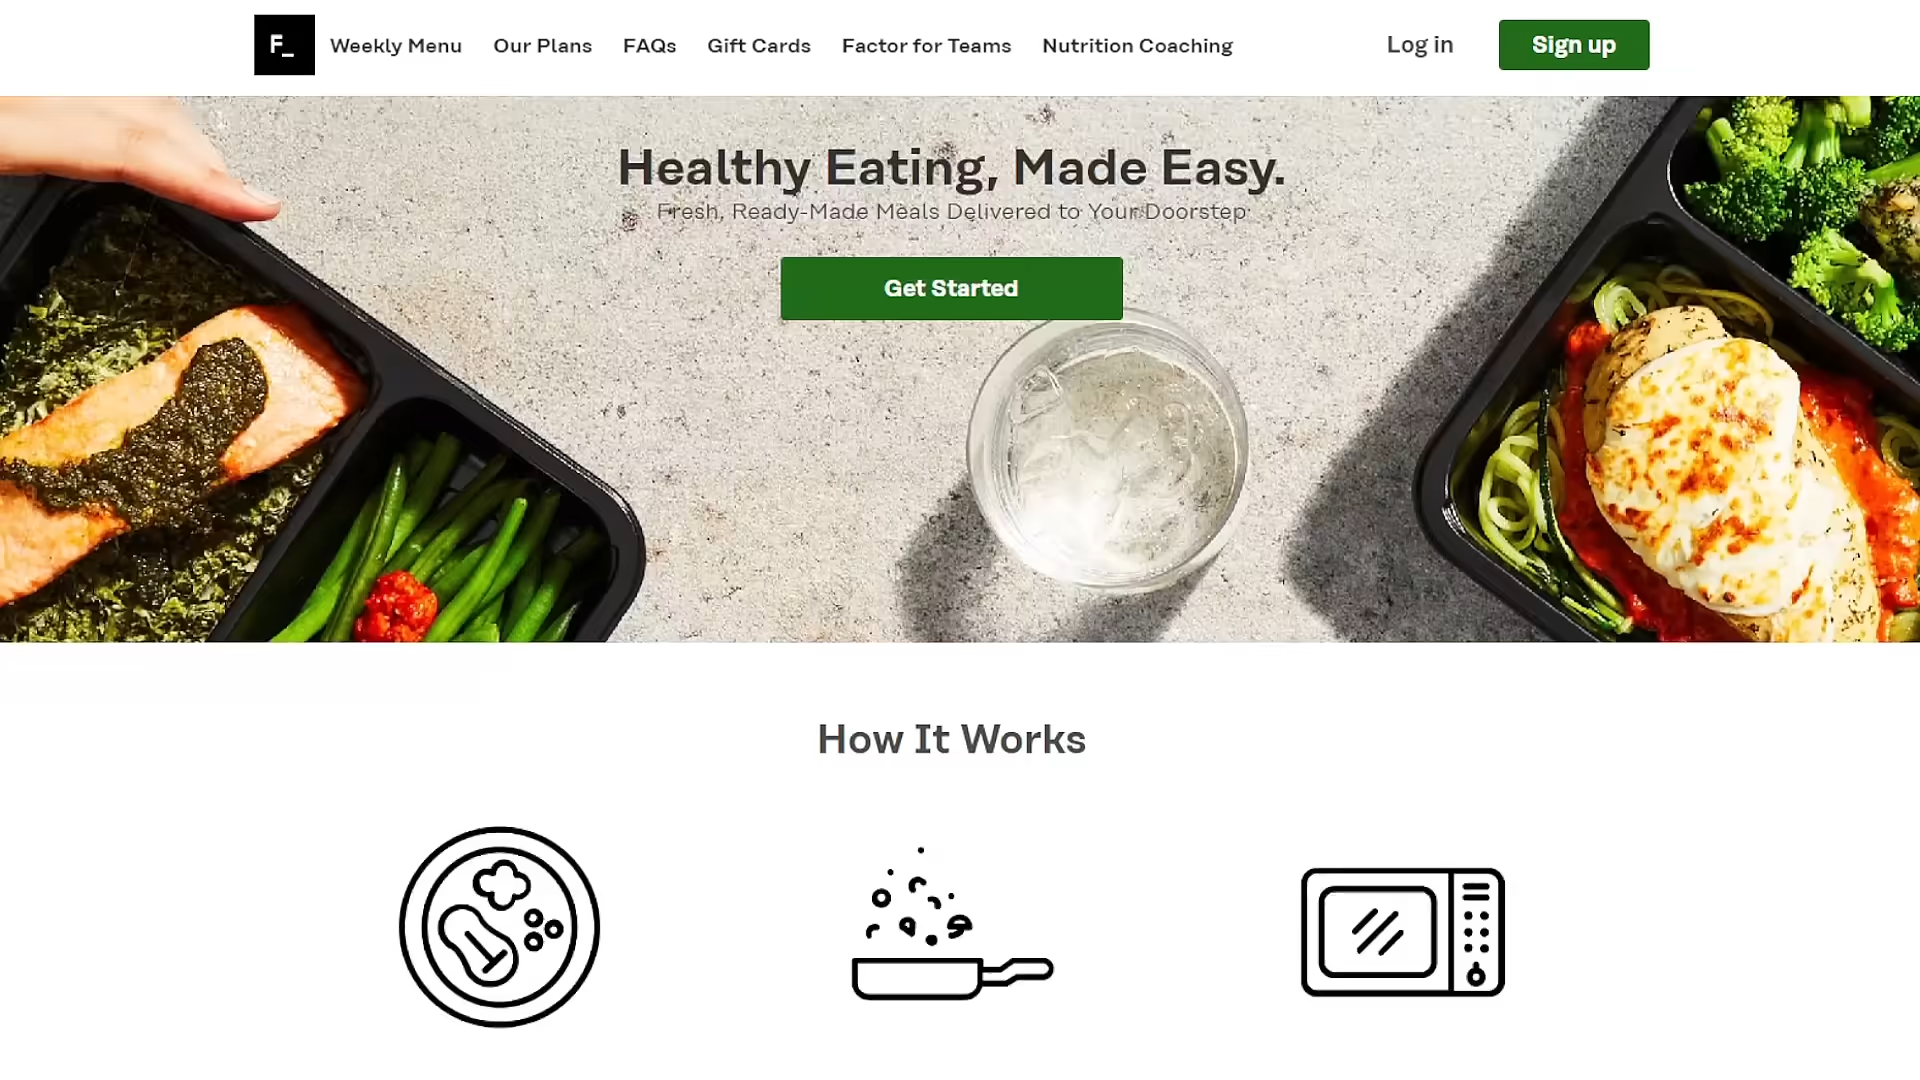 F_
Weekly Menu
Our Plans
FAQs
Gift Cards
Factor for Teams
Nutrition Coaching
Log in
Sign up
Healthy Eating, Made Easy.
Fresh, Ready-Made Meals Delivered to Your Doorstep
Get Started
How It Works